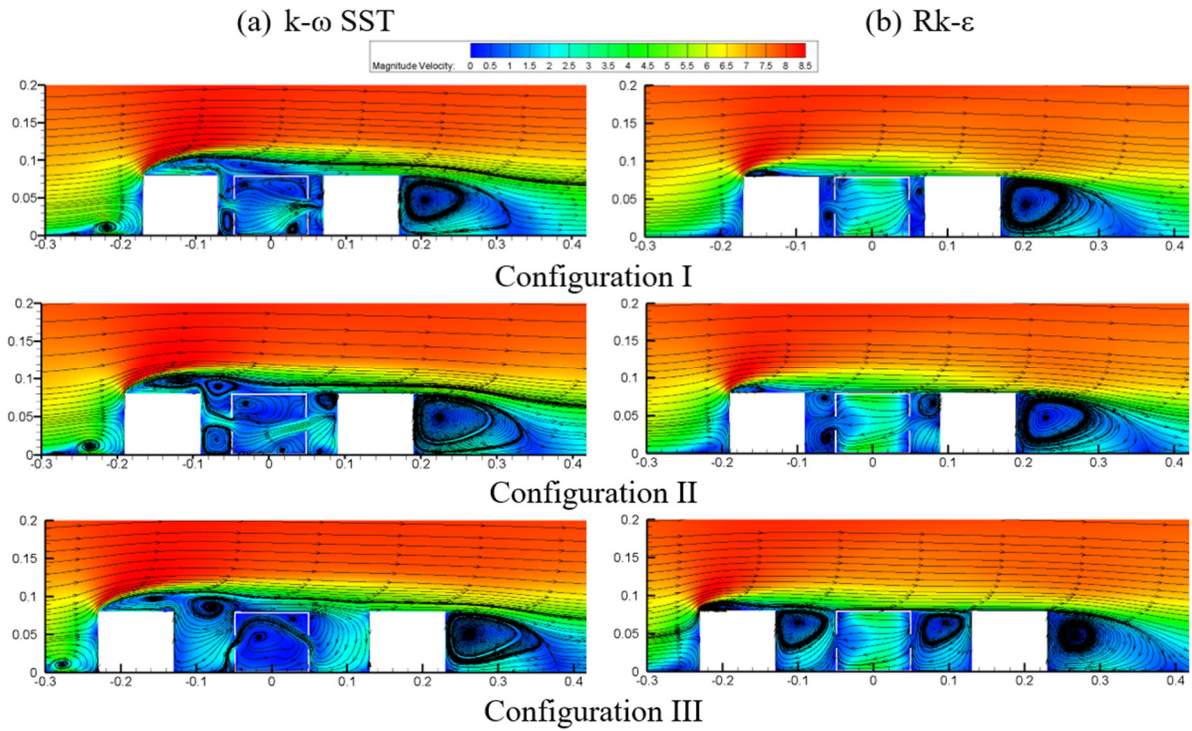 (a) k-ω SST (b) Rk-ε
Magnitude Velocity: 0 0.5 1 1.5 2 2.5 3 3.5 4 4.5 5 5.5 6 6.5 7 7.5 8 8.5
0.2 0.2
0.15 0.15
0.1 0.1
0.05 0.05
0 0
-0.3 -0.2 -0.1 0 0.1 0.2 0.3 0.4 -0.3 -0.2 -0.1 0 0.1 0.2 0.3 0.4
Configuration I
0.2 0.2
0.15 0.15
0.1 0.1
0.05 0.05
0 0
-0.3 -0.2 -0.1 0 0.1 0.2 0.3 0.4 -0.3 -0.2 -0.1 0 0.1 0.2 0.3 0.4
Configuration II
0.2 0.2
0.15 0.15
0.1 0.1
0.05 0.05
0 0
-0.3 -0.2 -0.1 0 0.1 0.2 0.3 0.4 -0.3 -0.2 -0.1 0 0.1 0.2 0.3 0.4
Configuration III